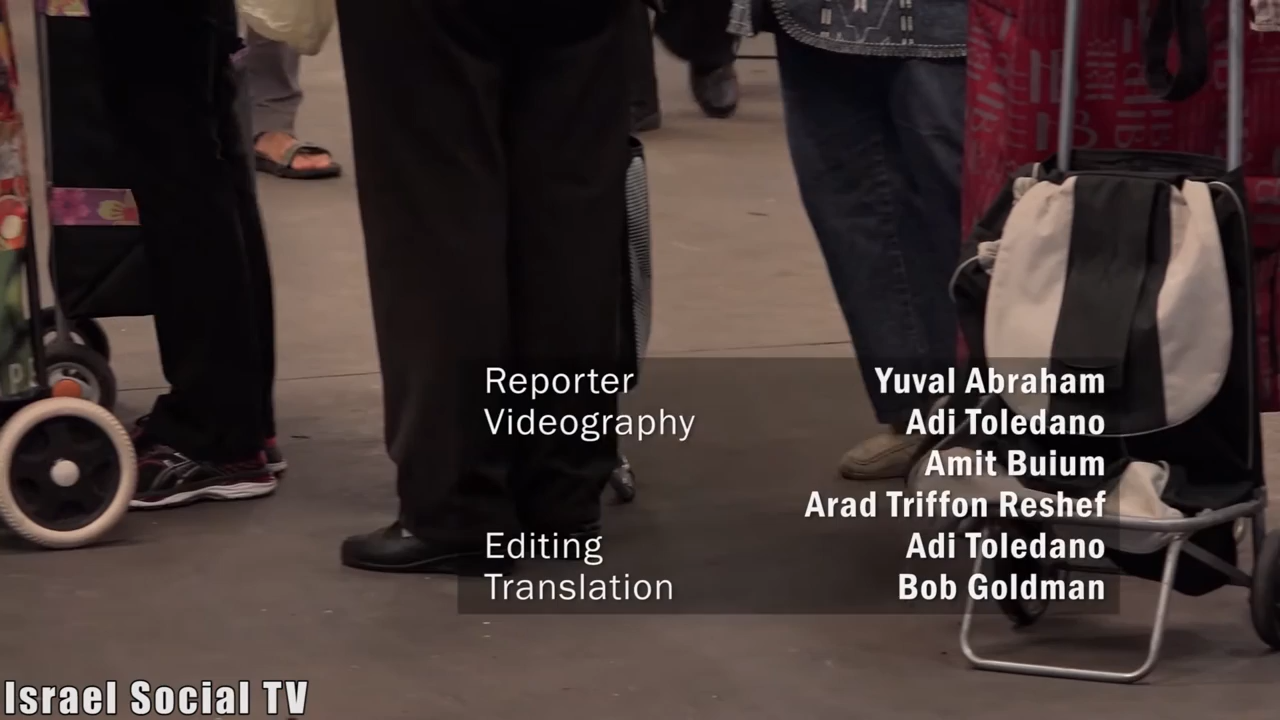 Reporter Yuval Abraham
Videography Adi Toledano
Amit Buium
Arad Triffon Reshef
Editing Adi Toledano
Translation Bob Goldman
Israel Social TV